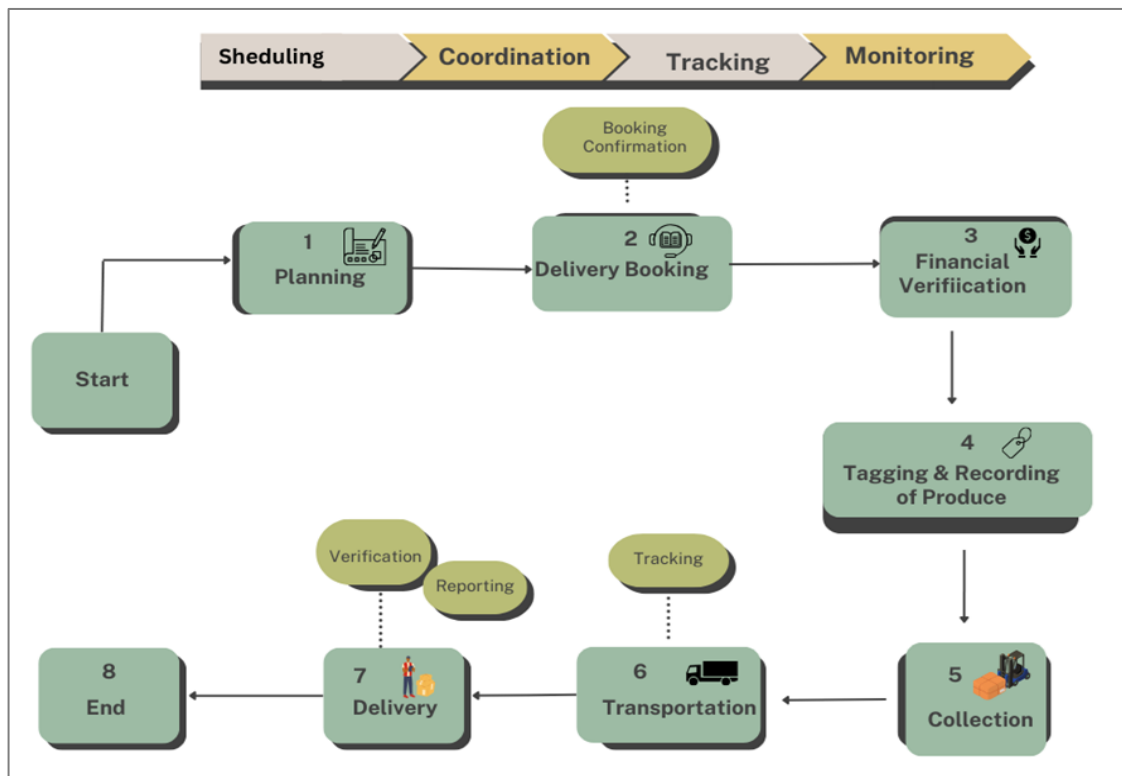 Sheduling
Coordination
Tracking
Monitoring
Booking
Confirmation
1
Planning
2
Delivery Booking
3
Financial
Verifiication
Start
4
Tagging & Recording
of Produce
Verification
Reporting
Tracking
8
End
7
Delivery
6
Transportation
5
Collection